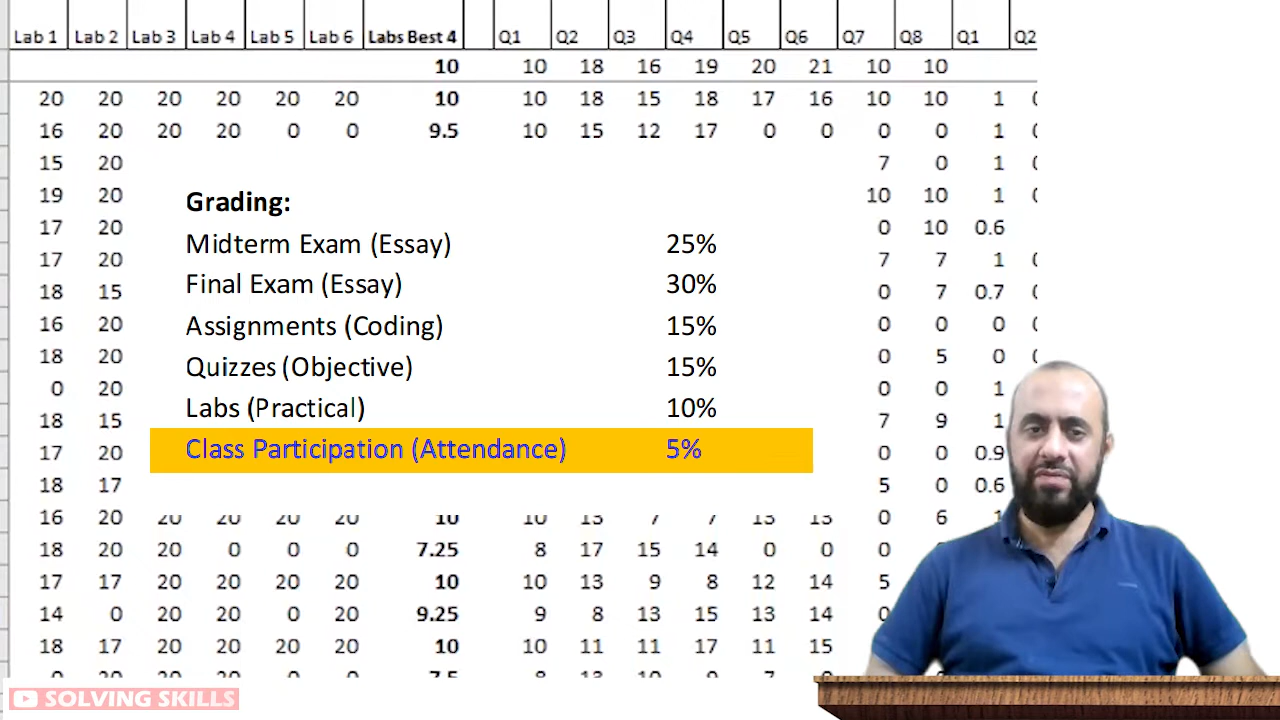 Lab 1 Lab 2 Lab 3 Lab 4 Lab 5 Lab 6 Labs Best 4 Q1 Q2 Q3 Q4 Q5 Q6 Q7 Q8 Q1 Q2
10 10 18 16 19 20 21 10 10
20 20 20 20 20 20 10 10 18 15 18 17 16 10 10 1
16 20 20 20 0 0 9.5 10 15 12 17 0 0 0 0 1
15 20 7 0 1
19 20 10 10 1
Grading:
17 20 0 10 0.6
Midterm Exam (Essay) 25%
17 20 7 7 1
Final Exam (Essay) 30%
18 15 0 7 0.7
Assignments (Coding) 15%
16 20 0 0 0
18 20 0 5 0
Quizzes (Objective) 15%
0 20 0 0 1
Labs (Practical) 10%
18 15 7 9 1
Class Participation (Attendance) 5%
17 20 0 0 0.9
18 17 5 0 0.6
16 20 20 20 20 20 10 10 13 7 7 13 13 0 6
18 20 20 0 0 0 7.25 8 17 15 14 0 0 0
17 17 20 20 20 20 10 10 13 9 8 12 14 5
14 0 20 20 0 20 9.25 9 8 13 15 13 14
18 17 20 20 20 20 10 10 11 11 17 11 15
SOLVING SKILLS